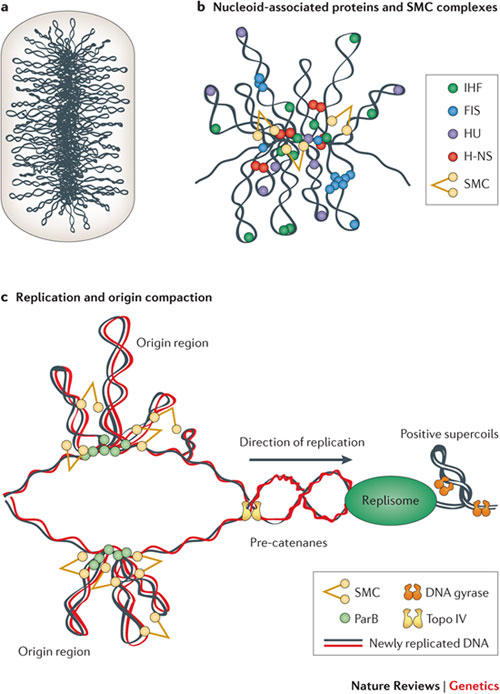 a
b Nucleoid-associated proteins and SMC complexes
IHF
FIS
HU
H-NS
SMC
c Replication and origin compaction
Origin region
Direction of replication
Positive supercoils
Replisome
Pre-catenanes
Origin region
SMC
DNA gyrase
ParB
Topo IV
Newly replicated DNA
Nature Reviews | Genetics